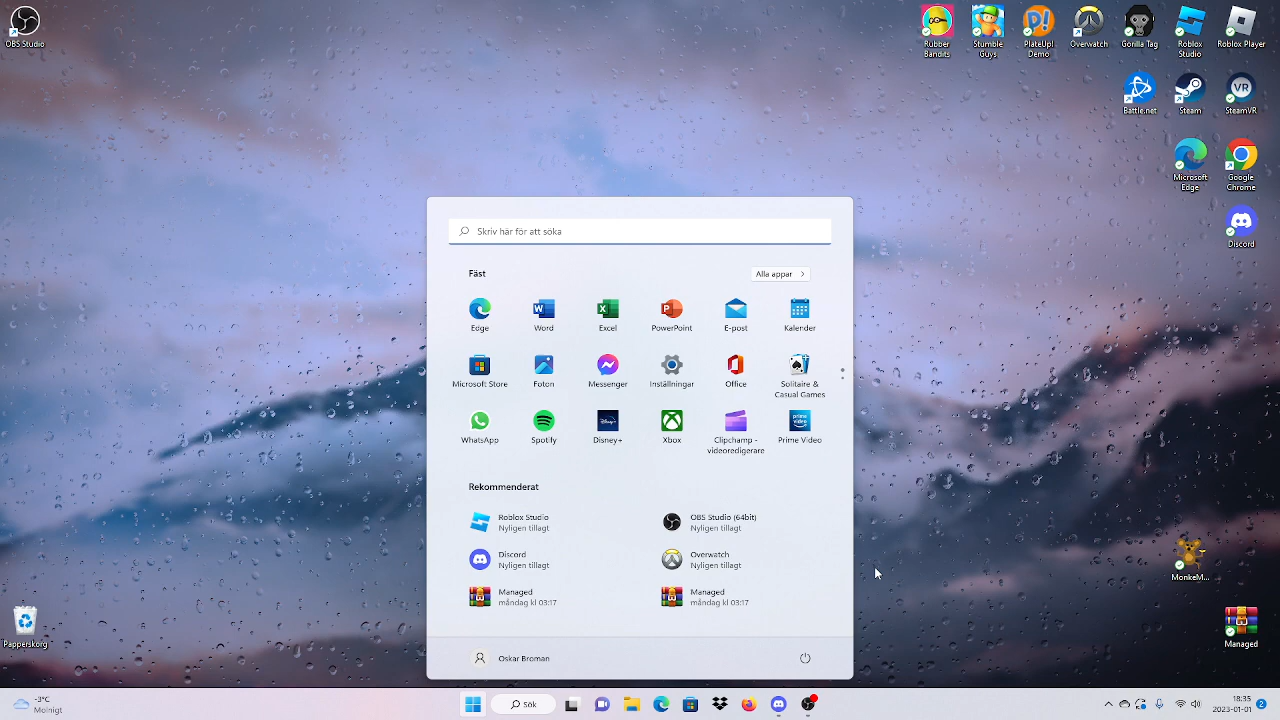 OBS Studio
Rubber Bandits
Stumble Guys
PlateUp! Demo
Overwatch
Gorilla Tag
Roblox Studio
Roblox Player
Battle.net
Steam
SteamVR
Microsoft Edge
Google Chrome
Discord
Skriv här för att söka
Fäst
Alla appar
Edge
Word
Excel
PowerPoint
E-post
Kalender
Microsoft Store
Foton
Messenger
Inställningar
Office
Solitaire & Casual Games
WhatsApp
Spotify
Disney+
Xbox
Clipchamp - videoredigerare
Prime Video
Rekommenderat
Roblox Studio
Nyligen tillagt
OBS Studio (64bit)
Nyligen tillagt
Discord
Nyligen tillagt
Overwatch
Nyligen tillagt
Managed
måndag kl 03:17
Managed
måndag kl 03:17
MonkeM...
Papperskorg
Managed
Oskar Broman
-3°C
Molnigt
Sök
18:35
2023-01-01
2